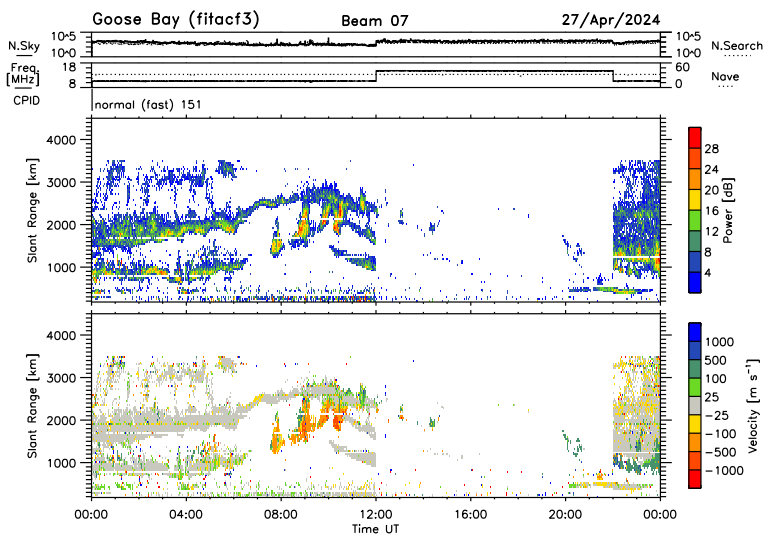 Goose Bay (fitacf3) Beam 07 27/Apr/2024
N.Sky 10^5 10^0 10^5 10^0 N.Search
Freq. [MHz] 18 8 60 0 Nave
CPID normal (fast) 151
Slant Range [km] 4000 3000 2000 1000
Power [dB] 28 24 20 16 12 8 4
Slant Range [km] 4000 3000 2000 1000
Velocity [m s⁻¹] 1000 500 100 25 −25 −100 −500 −1000
00:00 04:00 08:00 12:00 16:00 20:00 00:00
Time UT